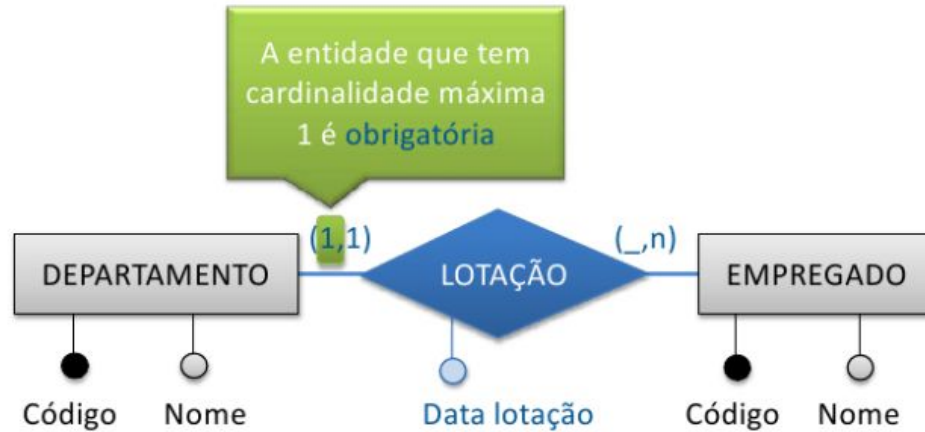 A entidade que tem
cardinalidade máxima
1 é obrigatória
(1,1)
(_,n)
DEPARTAMENTO
LOTAÇÃO
EMPREGADO
Código
Nome
Data lotação
Código
Nome